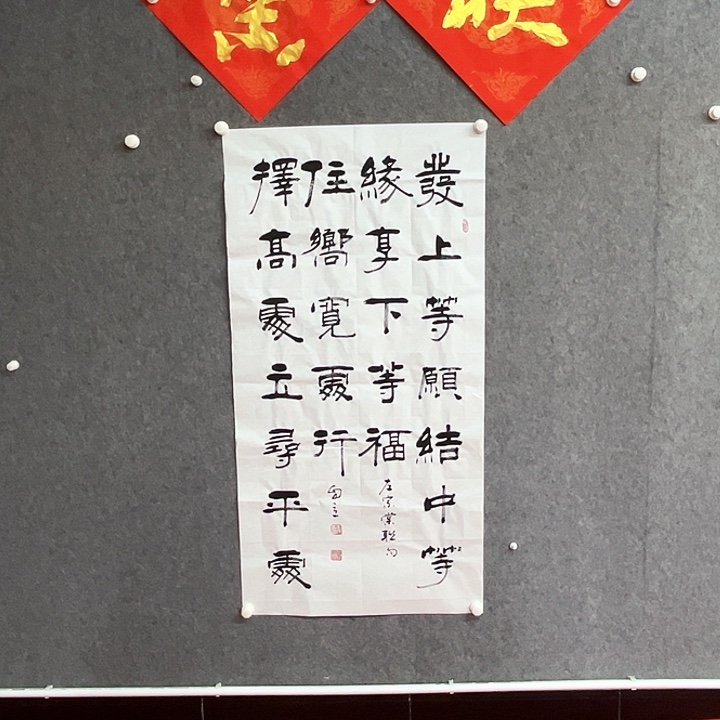 發上等願結中等
緣享下等福
左宗棠聯句
擇高處立尋平處
住嚮寬處行